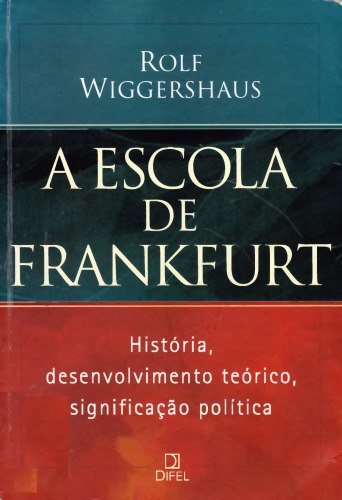 ROLF
WIGGERSHAUS
A ESCOLA
DE
FRANKFURT
História,
desenvolvimento teórico,
significação política
DIFEL